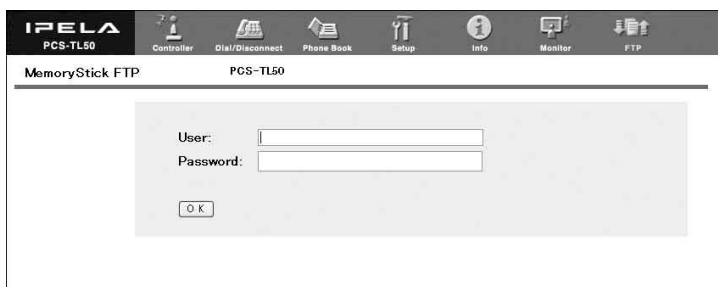 IPELA
PCS-TL50
Controller
Dial/Disconnect
Phone Book
Setup
Info
Monitor
FTP
MemoryStick FTP PCS-TL50
User:
Password:
OK